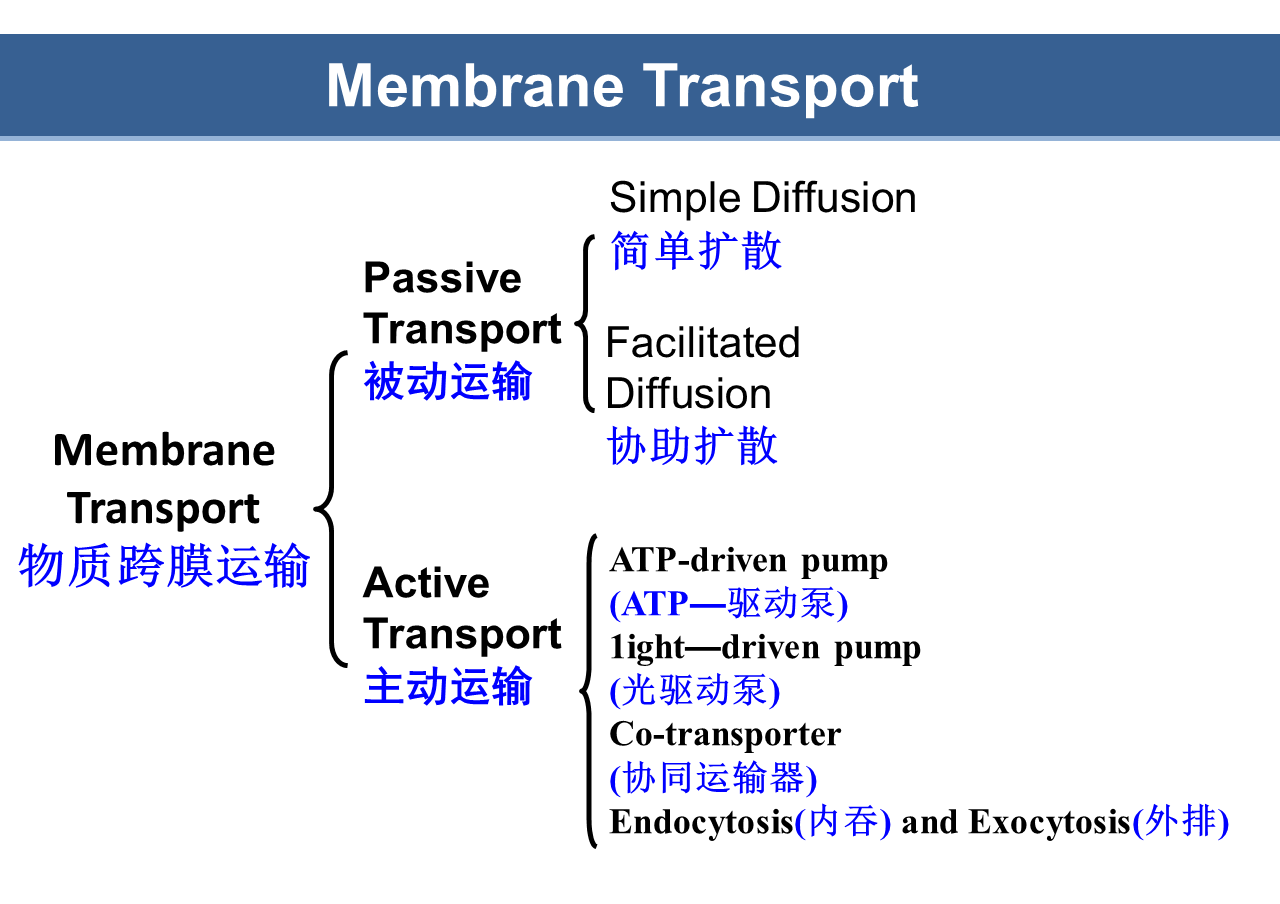 Membrane Transport
Membrane
Transport
物质跨膜运输
Passive
Transport
被动运输
Simple Diffusion
简单扩散
Facilitated
Diffusion
协助扩散
Active
Transport
主动运输
ATP-driven pump
(ATP—驱动泵)
1ight—driven pump
(光驱动泵)
Co-transporter
(协同运输器)
Endocytosis(内吞) and Exocytosis(外排)